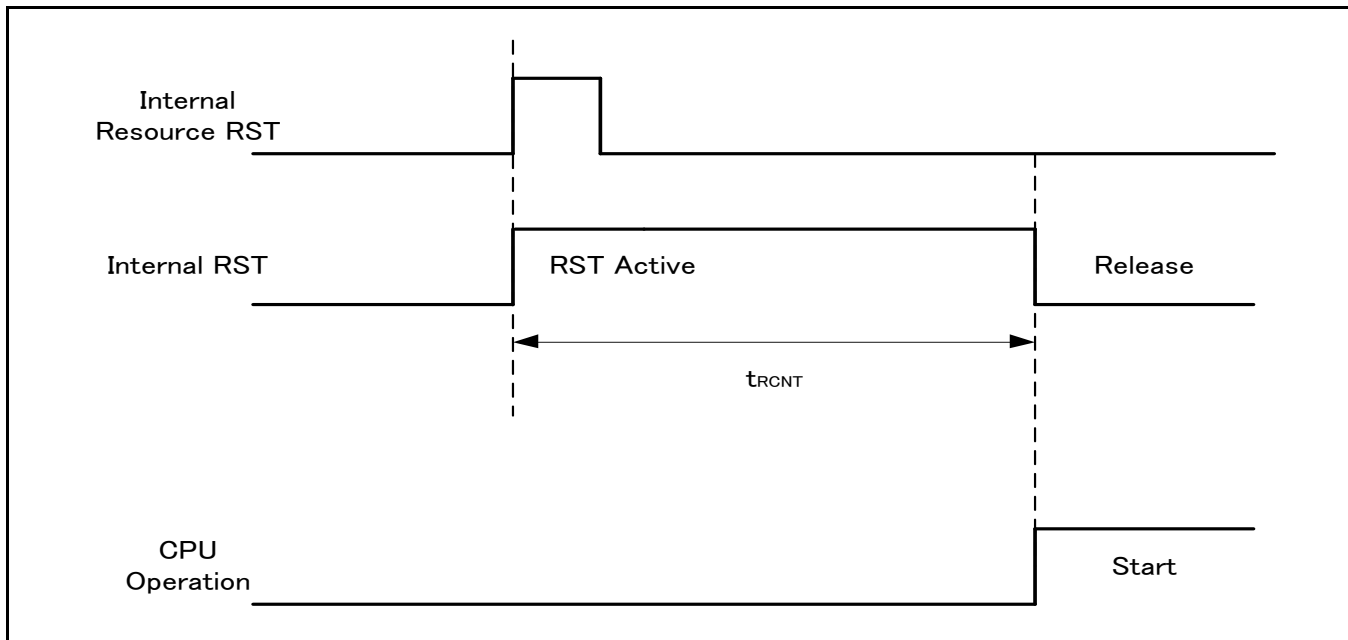 Internal
Resource RST
Internal RST
RST Active
Release
tRCNT
CPU
Operation
Start